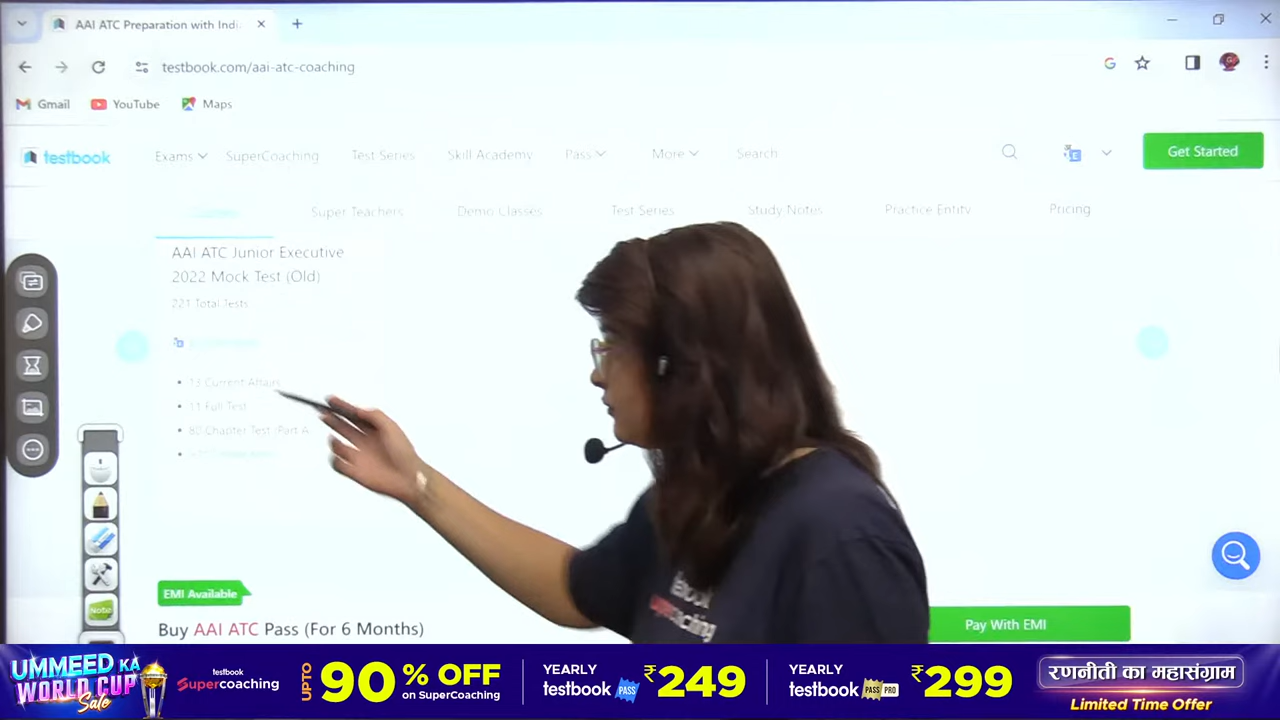 AAI ATC Preparation with Indi
testbook.com/aai-atc-coaching
Gmail YouTube Maps
testbook Exams SuperCoaching Test Series Skill Academy Pass More Search Get Started
Super Teachers Demo Classes Test Series Study Notes Practice Entity Pricing
AAI ATC Junior Executive
2022 Mock Test (Old)
221 Total Tests
13 Current Affairs
11 Full Test
80 Chapter Test (Part A
EMI Available
Buy AAI ATC Pass (For 6 Months)
Pay With EMI
testbook
supercoaching
Note
UMMEED KA
WORLD CUP
Sale
testbook
Supercoaching
UPTO 90% OFF
on SuperCoaching
YEARLY
testbook PASS
₹249
YEARLY
testbook PASS PRO
₹299
रणनीती का महासंग्राम
Limited Time Offer